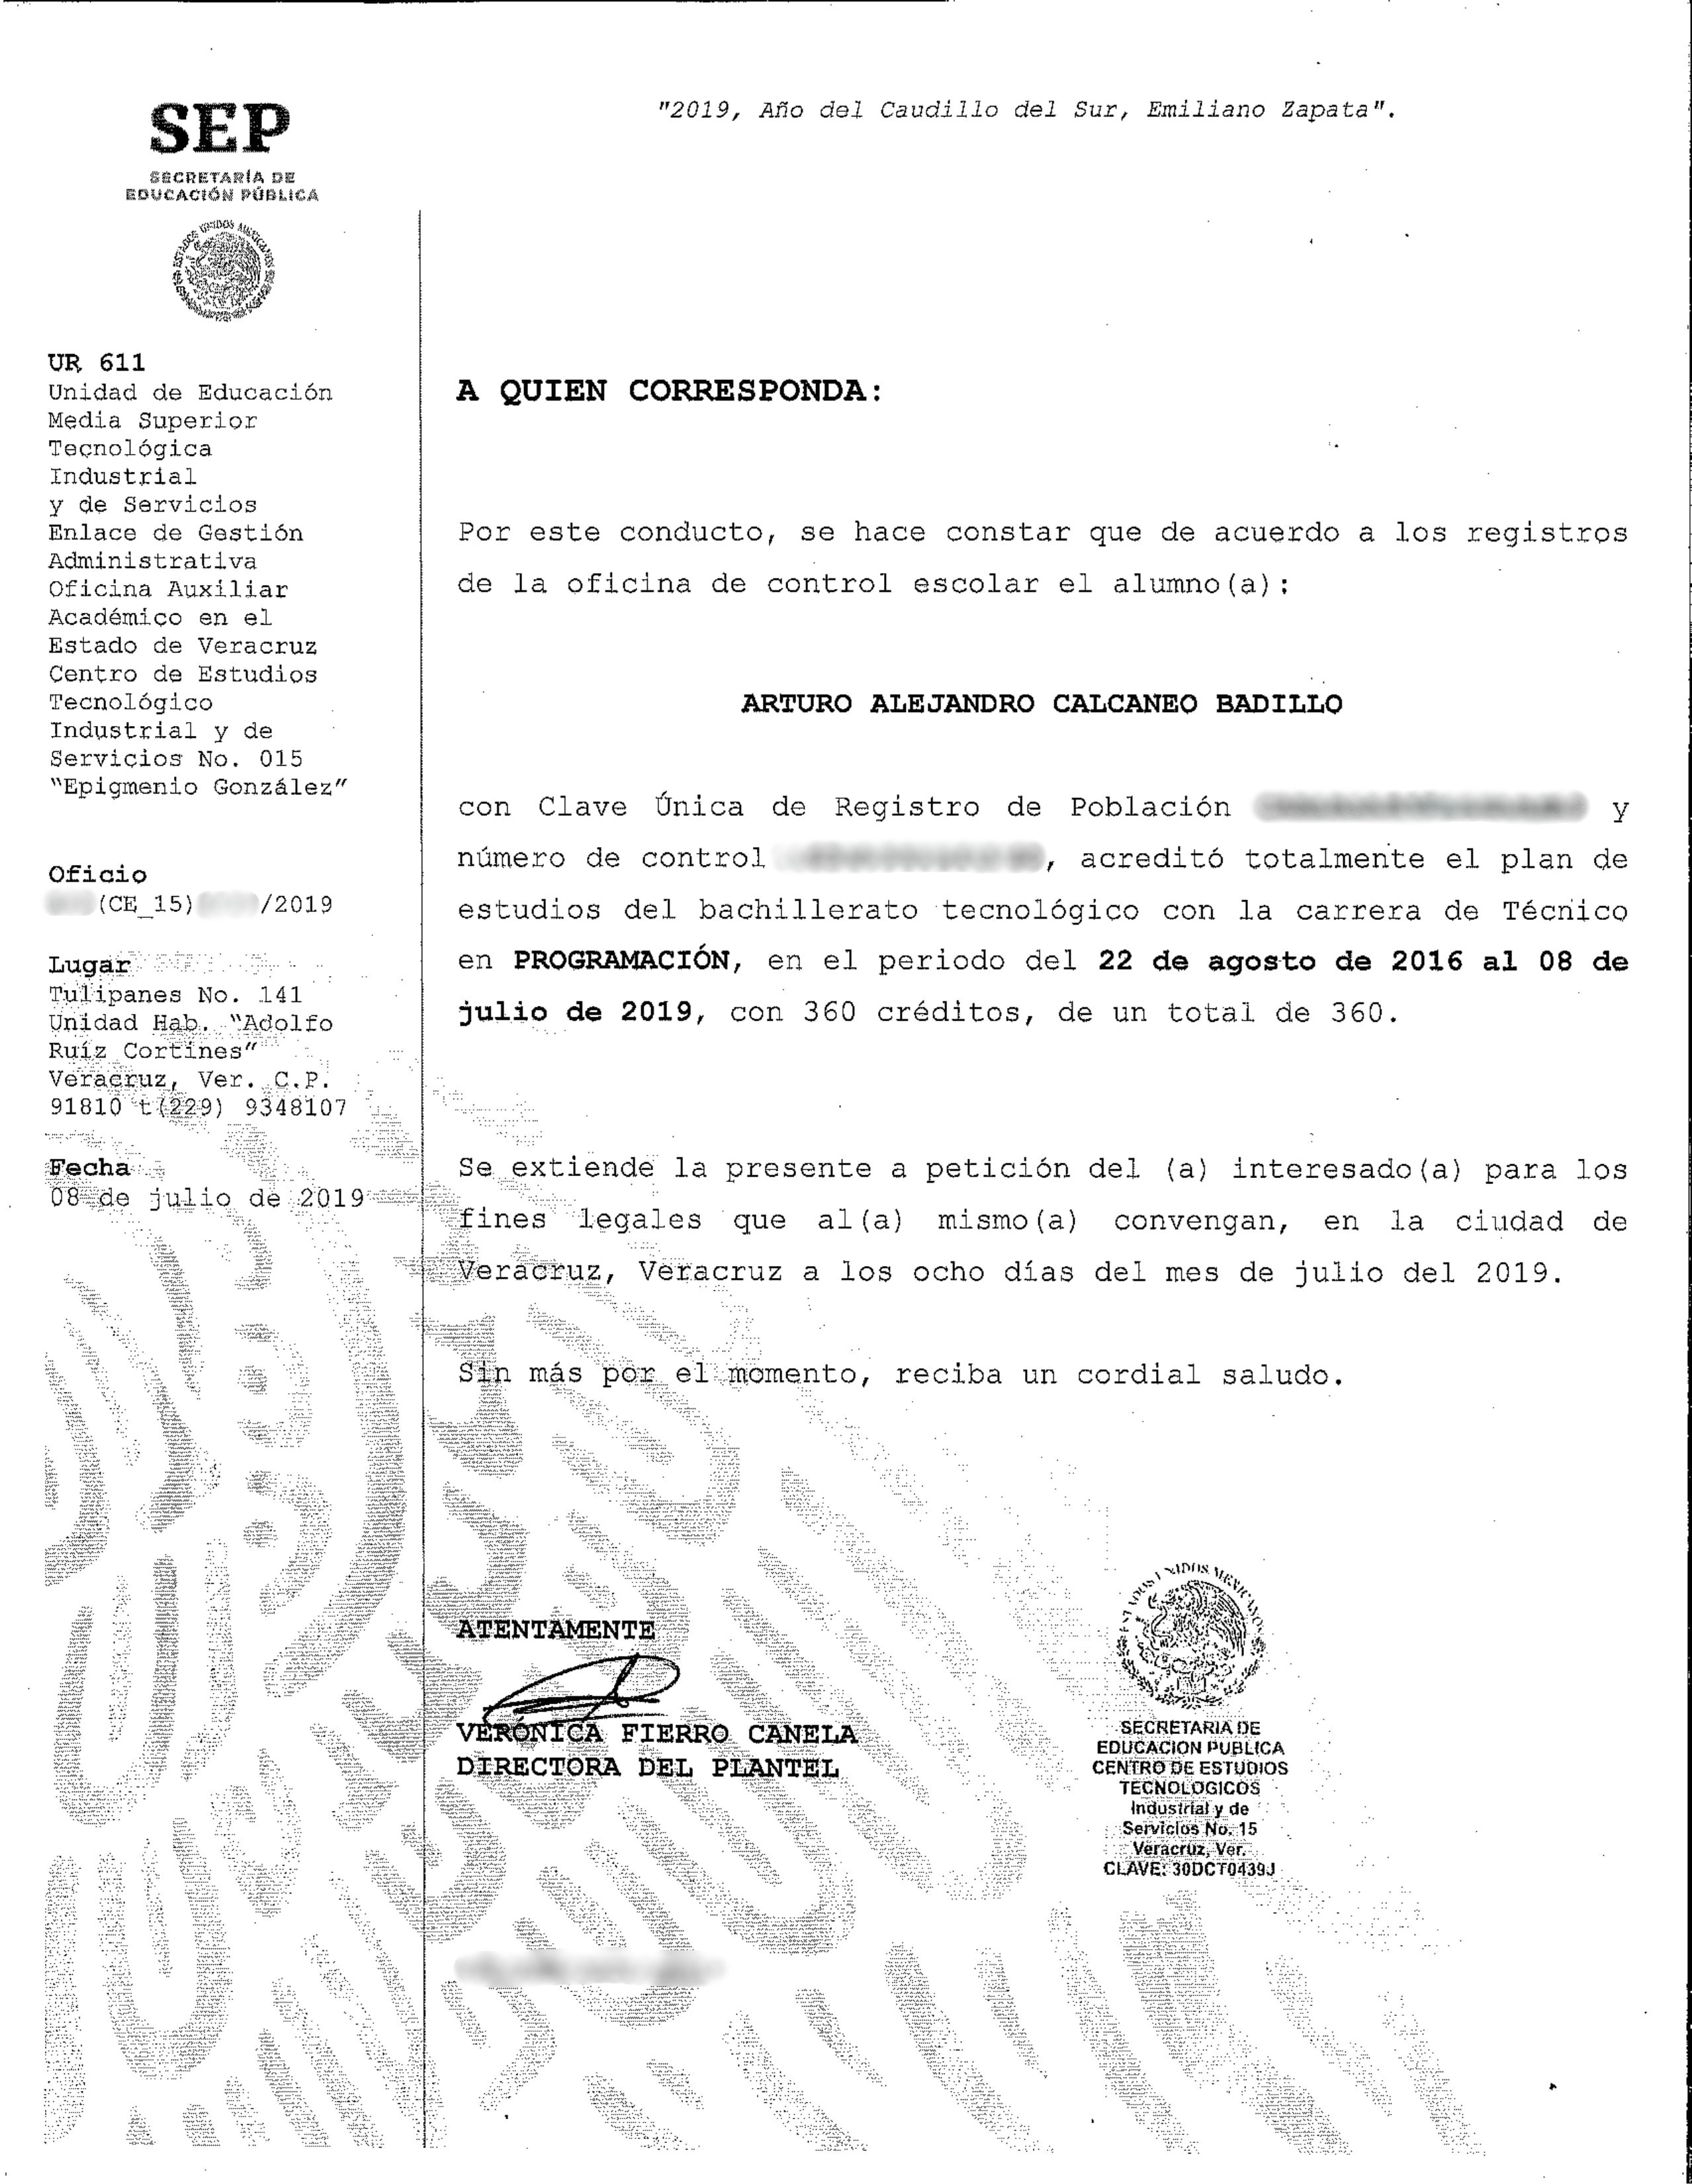 "2019, Año del Caudillo del Sur, Emiliano Zapata".
SEP
SECRETARÍA DE
EDUCACIÓN PÚBLICA
ESTADOS UNIDOS MEXICANOS
UR 611
Unidad de Educación
Media Superior
Tecnológica
Industrial
y de Servicios
Enlace de Gestión
Administrativa
Oficina Auxiliar
Académico en el
Estado de Veracruz
Centro de Estudios
Tecnológico
Industrial y de
Servicios No. 015
"Epigmenio González"
Oficio
(CE_15) /2019
Lugar
Tulipanes No. 141
Unidad Hab. "Adolfo
Ruíz Cortines"
Veracruz, Ver. C.P.
91810 t(229) 9348107
Fecha
08 de julio de 2019
A QUIEN CORRESPONDA:
Por este conducto, se hace constar que de acuerdo a los registros
de la oficina de control escolar el alumno(a):
ARTURO ALEJANDRO CALCANEO BADILLO
con Clave Única de Registro de Población y
número de control , acreditó totalmente el plan de
estudios del bachillerato tecnológico con la carrera de Técnico
en PROGRAMACIÓN, en el periodo del 22 de agosto de 2016 al 08 de
julio de 2019, con 360 créditos, de un total de 360.
Se extiende la presente a petición del (a) interesado(a) para los
fines legales que al(a) mismo(a) convengan, en la ciudad de
Veracruz, Veracruz a los ocho días del mes de julio del 2019.
Sin más por el momento, reciba un cordial saludo.
ATENTAMENTE
VERÓNICA FIERRO CANELA
DIRECTORA DEL PLANTEL
ESTADOS UNIDOS MEXICANOS
SECRETARIA DE
EDUCACION PUBLICA
CENTRO DE ESTUDIOS
TECNOLOGICOS
Industrial y de
Servicios No. 15
Veracruz, Ver.
CLAVE: 30DCT0439J